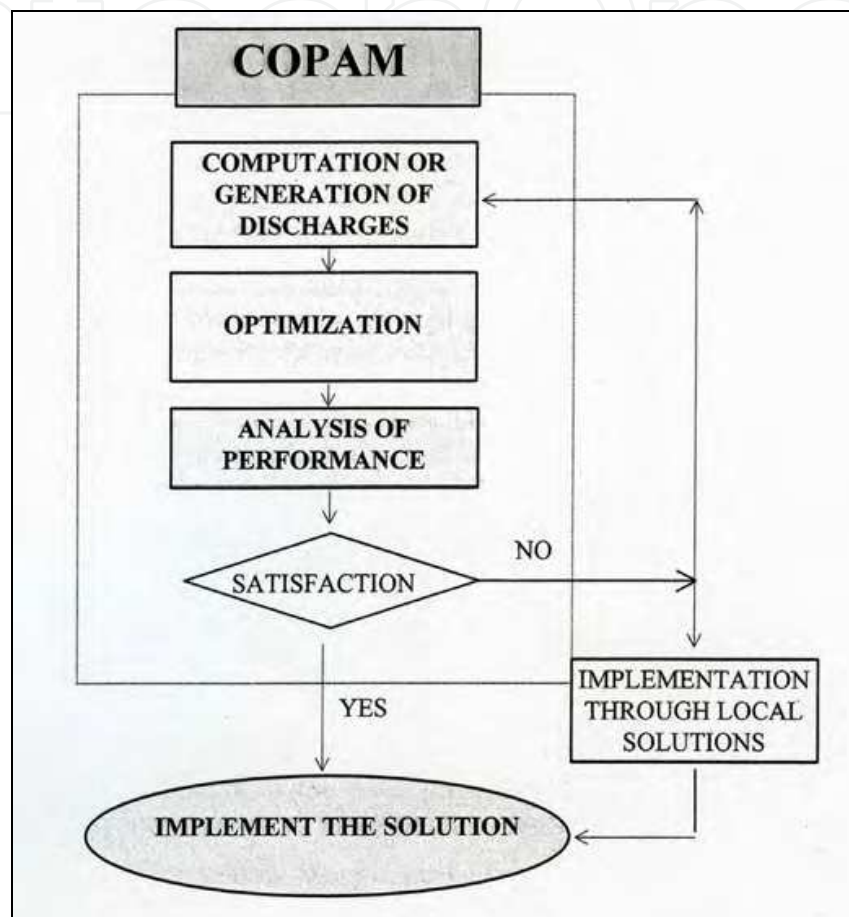 COPAM
COMPUTATION OR
GENERATION OF
DISCHARGES
OPTIMIZATION
ANALYSIS OF
PERFORMANCE
SATISFACTION
NO
YES
IMPLEMENTATION
THROUGH LOCAL
SOLUTIONS
IMPLEMENT THE SOLUTION